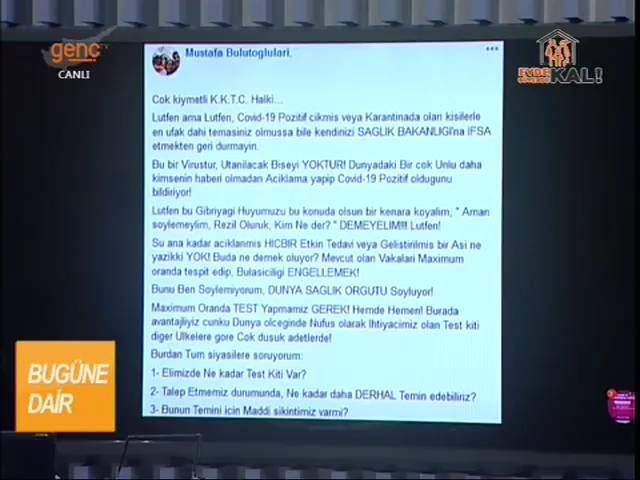 genç TV
CANLI
EVDE
KAL!
Mustafa Bulutoglulari.
Cok kiymetli K.K.T.C. Halki...
Lutfen ama Lutfen, Covid-19 Pozitif cikmis veya Karantinada olan kisilerle
en ufak dahi temasiniz olmussa bile kendinizi SAGLIK BAKANLIGI'na IFSA
etmekten geri durmayin.
Bu bir Virustur, Utanilacak Biseyi YOKTUR! Dunyadaki Bir cok Unlu daha
kimsenin haberi olmadan Aciklama yapip Covid-19 Pozitif oldugunu
bildiriyor!
Lutfen bu Gibriyagi Huyumuzu bu konuda olsun bir kenara koyalim, " Aman
soylemeylim, Rezil Oluruk, Kim Ne der? " DEMEYELIM!!! Lutfen!
Su ana kadar aciklanmis HICBIR Etkin Tedavi veya Gelistirilmis bir Asi ne
yazikki YOK! Buda ne demek oluyor? Mevcut olan Vakalari Maximum
oranda tespit edip, Bulasiciligi ENGELLEMEK!
Bunu Ben Soylemiyorum, DUNYA SAGLIK ORGUTU Soyluyor!
Maximum Oranda TEST Yapmamiz GEREK! Hemde Hemen! Burada
avantajliyiz cunku Dunya olceginde Nufus olarak Ihtiyacimiz olan Test kiti
diger Ulkelere gore Cok dusuk adetlerde!
Burdan Tum siyasilere soruyorum:
1- Elimizde Ne kadar Test Kiti Var?
2- Talep Etmemiz durumunda, Ne kadar daha DERHAL Temin edebiliriz?
3- Bunun Temini icin Maddi sikintimiz varmi?
BUGÜNE
DAİR